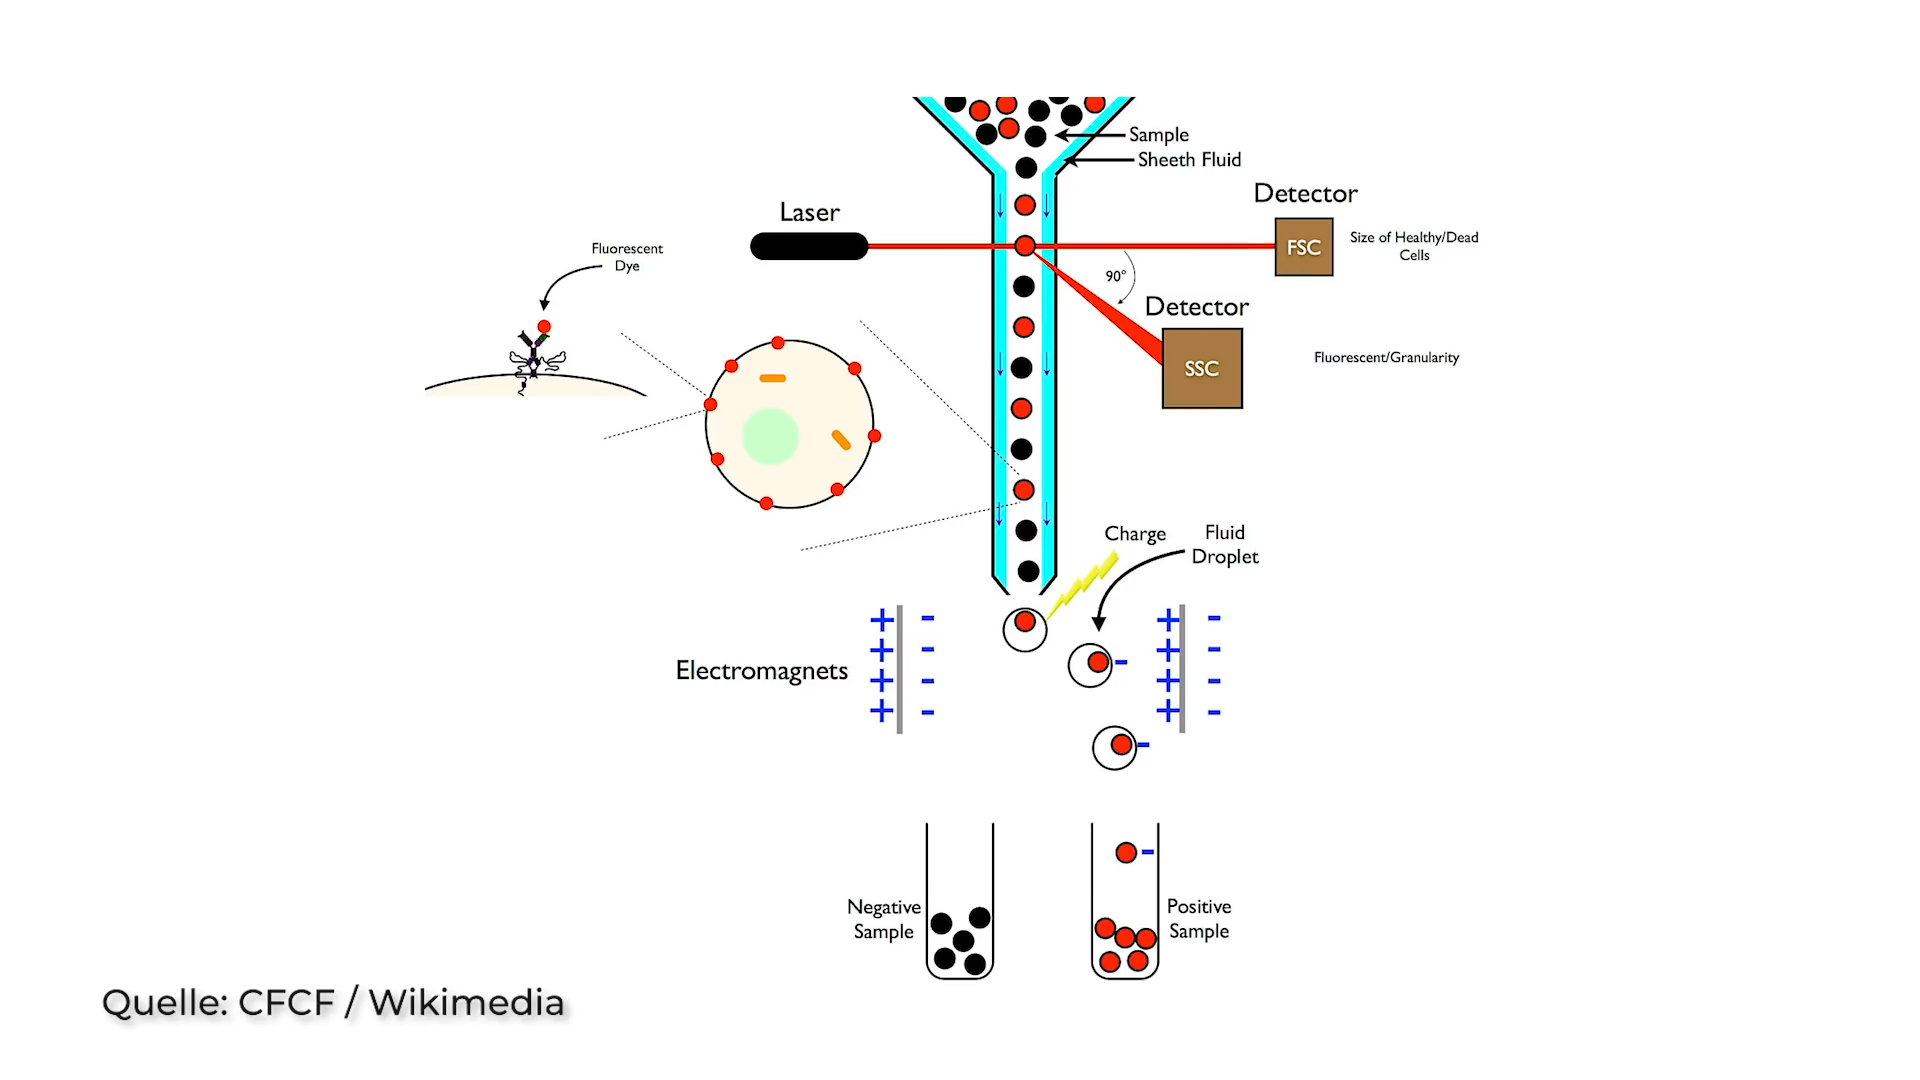 Sample
Sheeth Fluid
Detector
Laser
FSC
Size of Healthy/Dead
Cells
Fluorescent
Dye
90°
Detector
SSC
Fluorescent/Granularity
Charge
Fluid
Droplet
+ - + -
+ - + -
+ - + -
+ - + -
-
-
Electromagnets
-
Negative
Sample
Positive
Sample
Quelle: CFCF / Wikimedia